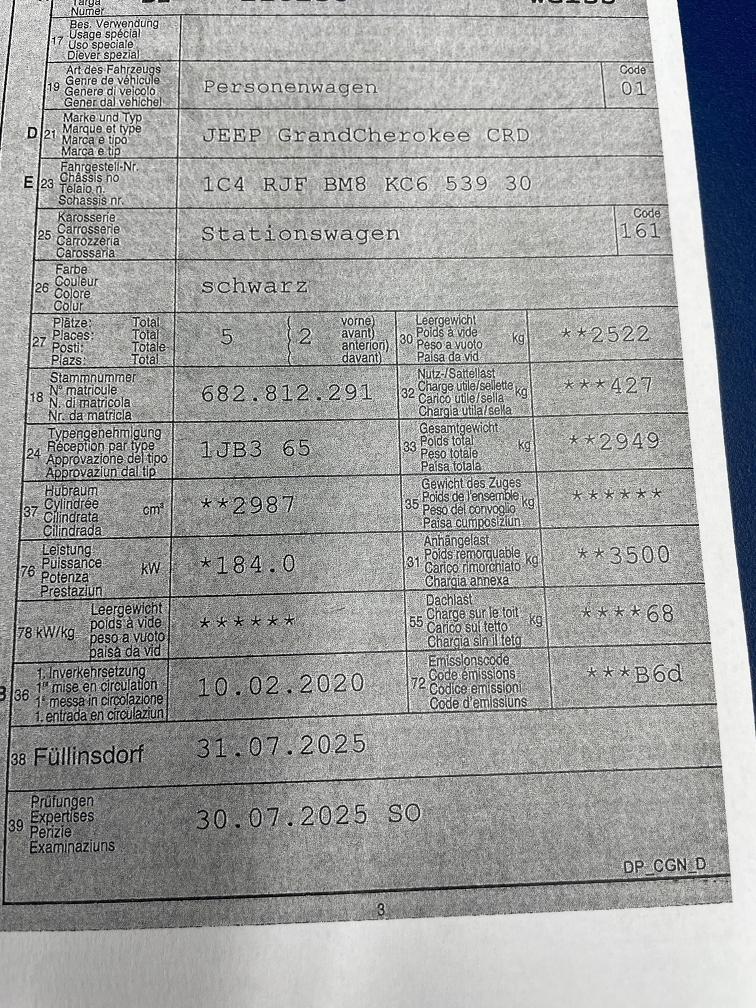 Targa
Numer
17 Bes. Verwendung
Usage spécial
Uso speciale
Diever spezial
19 Art des Fahrzeugs
Genre de véhicule
Genere di veicolo
Gener dal vehichel
Personenwagen
Code
01
D 21 Marke und Typ
Marque et type
Marca e tipo
Marca e tip
JEEP GrandCherokee CRD
E 23 Fahrgestell-Nr.
Châssis no
Telaio n.
Schassis nr.
1C4 RJF BM8 KC6 539 30
25 Karosserie
Carrosserie
Carrozzeria
Carossaria
Stationswagen
Code
161
26 Farbe
Couleur
Colore
Colur
schwarz
27 Plätze: Total
Places: Total
Posti: Totale
Plazs: Total
5 ( 2 vorne)
avant)
anteriori)
davant)
30 Leergewicht
Poids à vide kg
Peso a vuoto
Paisa da vid
**2522
18 Stammnummer
N° matricule
N. di matricola
Nr. da matricla
682.812.291
32 Nutz-/Sattellast
Charge utile/sellette kg
Carico utile/sella
Chargia utila/sella
***427
24 Typengenehmigung
Réception par type
Approvazione del tipo
Approvaziun dal tip
1JB3 65
33 Gesamtgewicht
Poids total kg
Peso totale
Paisa totala
**2949
37 Hubraum
Cylindrée cm³
Cilindrata
Cilindrada
**2987
35 Gewicht des Zuges
Poids de l'ensemble kg
Peso del convoglio
Paisa cumposiziun
******
76 Leistung
Puissance kW
Potenza
Prestaziun
*184.0
31 Anhängelast
Poids remorquable kg
Carico rimorchiato
Chargia annexa
**3500
78 kW/kg Leergewicht
poids à vide
peso a vuoto
paisa da vid
******
55 Dachlast
Charge sur le toit kg
Carico sul tetto
Chargia sin il tetg
****68
B 36 1. Inverkehrsetzung
1re mise en circulation
1a messa in circolazione
1. entrada en circulaziun
10.02.2020
72 Emissionscode
Code émissions
Codice emissioni
Code d'emissiuns
***B6d
38 Füllinsdorf 31.07.2025
39 Prüfungen
Expertises
Perizie
Examinaziuns
30.07.2025 SO
DP_CGN_D
3